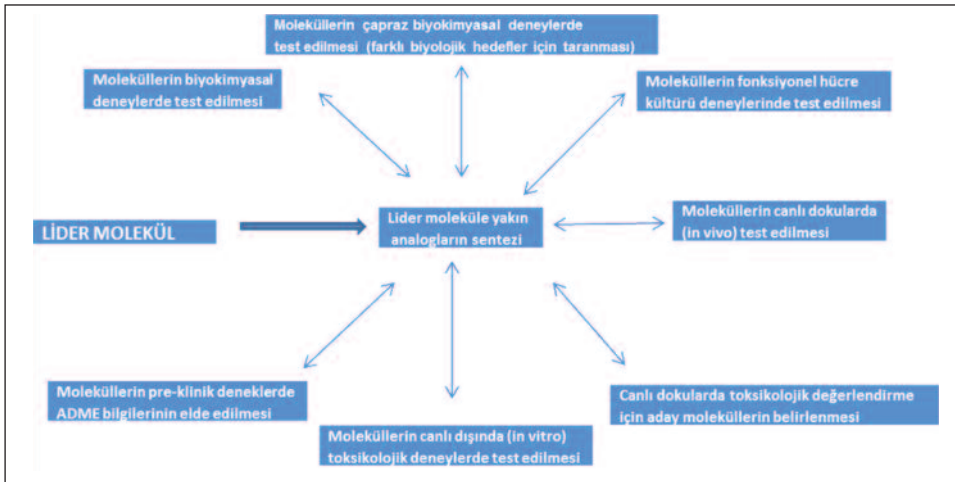 Moleküllerin çapraz biyokimyasal deneylerde
test edilmesi (farklı biyolojik hedefler için taranması)
Moleküllerin biyokimyasal
deneylerde test edilmesi
Moleküllerin fonksiyonel hücre
kültürü deneylerinde test edilmesi
LİDER MOLEKÜL
Lider moleküle yakın
analogların sentezi
Moleküllerin canlı dokularda
(in vivo) test edilmesi
Moleküllerin pre-klinik deneklerde
ADME bilgilerinin elde edilmesi
Moleküllerin canlı dışında (in vitro)
toksikolojik deneylerde test edilmesi
Canlı dokularda toksikolojik değerlendirme
için aday moleküllerin belirlenmesi